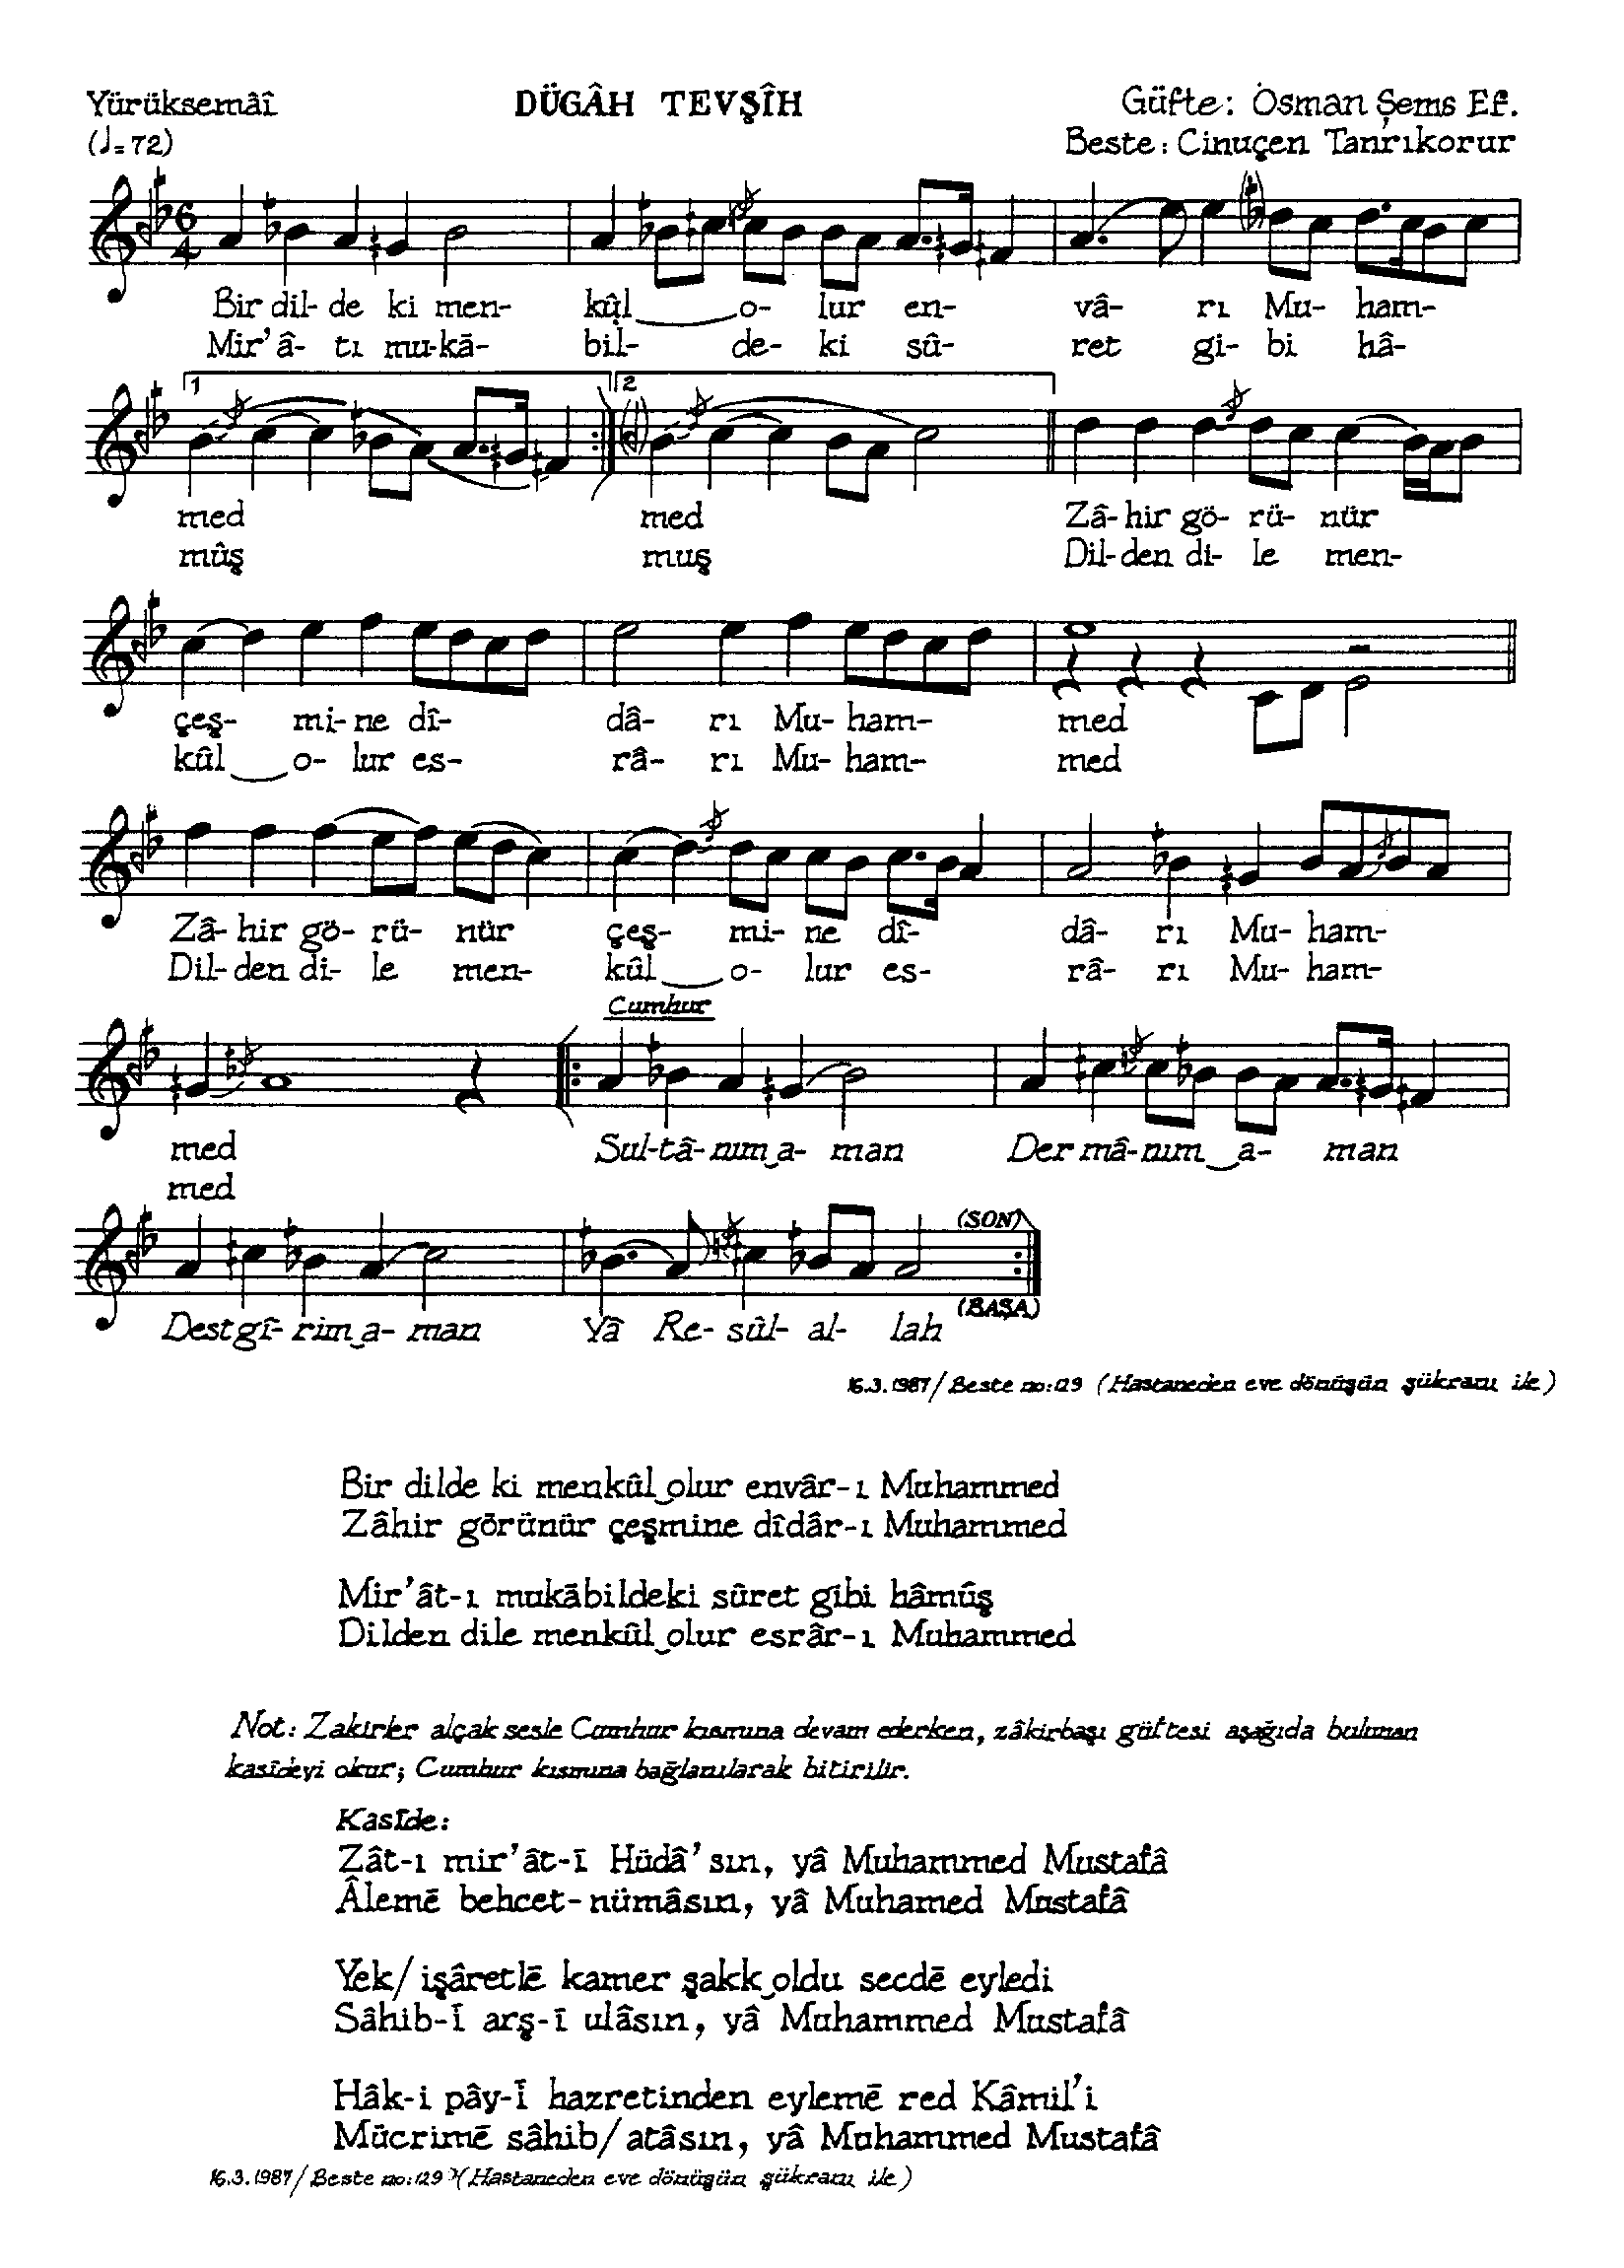 Yürüksemâî DÜGÂH TEVŞÎH Güfte: Osman Şems Ef.
(♩=72) Beste: Cinuçen Tanrıkorur
6
4
Bir dil- de ki men- kûl o- lur en- vâ- rı Mu- ham-
Mir' â- tı mu-kā- bil- de- ki sû- ret gi- bi hâ-
1 2
med med Zâ- hir gö- rü- nür
mûş muş Dil- den di- le men-
çeş- mi- ne dî- dâ- rı Mu- ham- med
kûl o- lur es- râ- rı Mu- ham- med
Zâ- hir gö- rü- nür çeş- mi- ne dî- dâ- rı Mu- ham-
Dil- den di- le men- kûl o- lur es- râ- rı Mu- ham-
Cumhur
med Sul-tâ-nım a- man Der mâ-nım a- man
med
(SON)
(BAŞA)
Dest gî- rim a- man Yâ Re- sûl- al- lah
16.3.1987/Beste no:129 (Hastaneden eve dönüşün şükranı ile)
Bir dilde ki menkûl olur envâr-ı Muhammed
Zâhir görünür çeşmine dîdâr-ı Muhammed
Mir'ât-ı mukābildeki sûret gibi hâmûş
Dilden dile menkûl olur esrâr-ı Muhammed
Not: Zakirler alçak sesle Cumhur kısmına devam ederken, zâkirbaşı güftesi aşağıda bulunan
kasîdeyi okur; Cumhur kısmına bağlanılarak bitirilir.
Kasīde:
Zât-ı mir'ât-ī Hüdâ'sın, yâ Muhammed Mustafâ
Âlemē behcet-nümâsın, yâ Muhamed Mustafâ
Yek/işâretlē kamer şakk oldu secdē eyledi
Sâhib-ī arş-ī ulâsın, yâ Muhammed Mustafâ
Hâk-i pây-ī hazretinden eylemē red Kâmil'i
Mücrimē sâhib/atâsın, yâ Muhammed Mustafâ
16.3.1987/Beste no:129 (Hastaneden eve dönüşün şükranı ile)